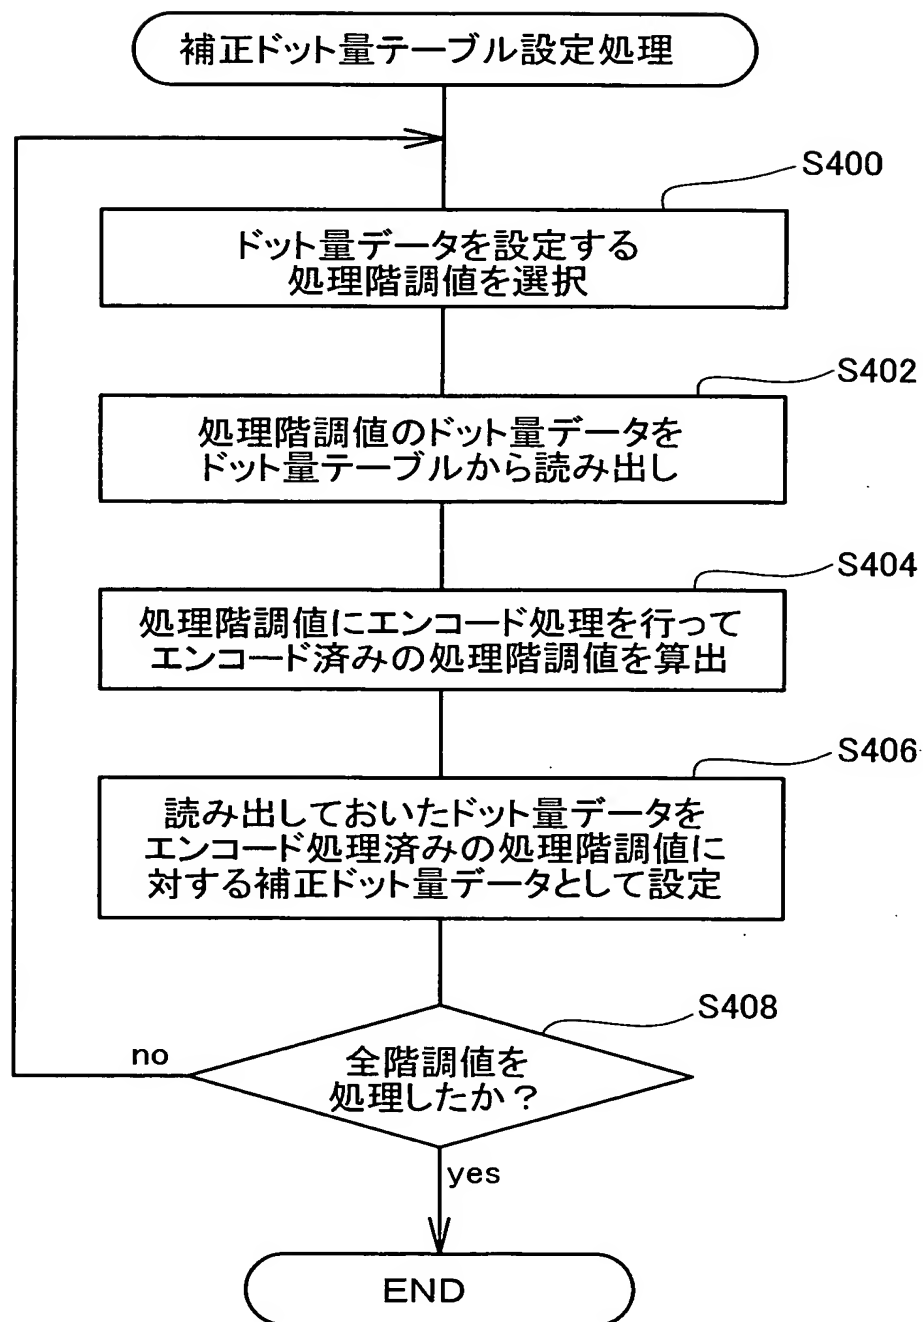 補正ドット量テーブル設定処理
S400
ドット量データを設定する
処理階調値を選択
S402
処理階調値のドット量データを
ドット量テーブルから読み出し
S404
処理階調値にエンコード処理を行って
エンコード済みの処理階調値を算出
S406
読み出しておいたドット量データを
エンコード処理済みの処理階調値に
対する補正ドット量データとして設定
S408
no
全階調値を
処理したか？
yes
END